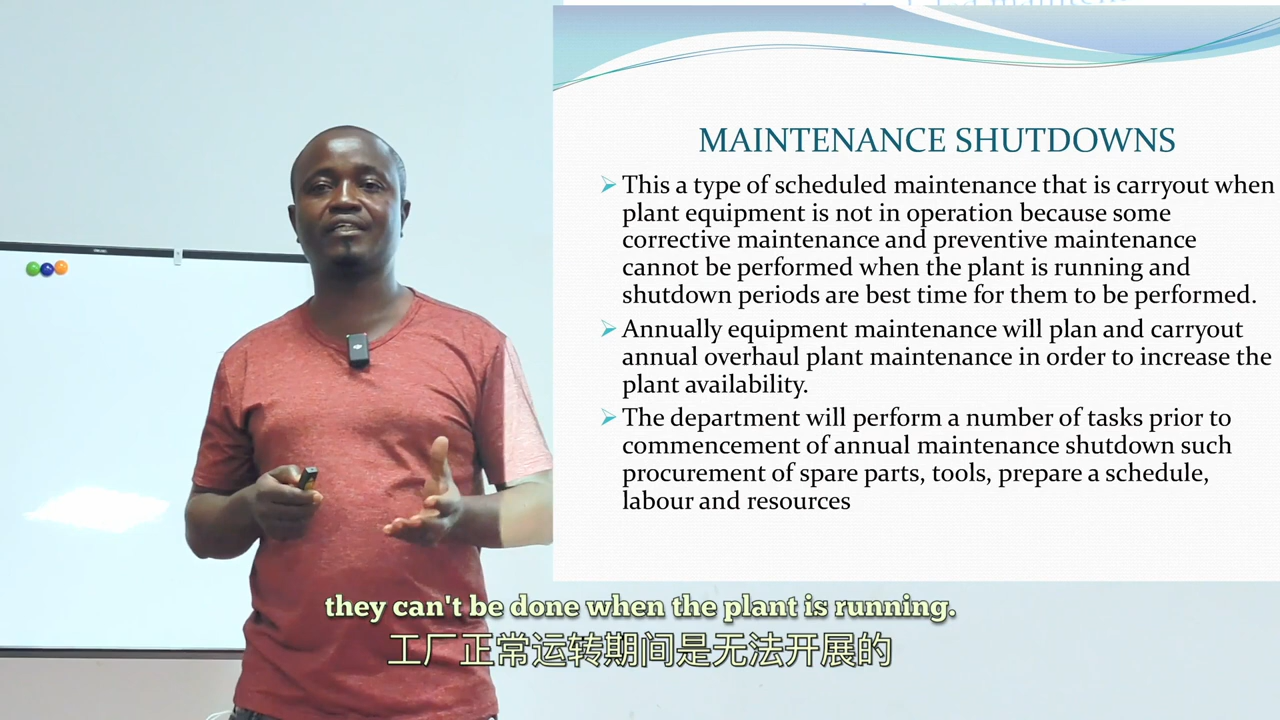 MAINTENANCE SHUTDOWNS
This a type of scheduled maintenance that is carryout when
plant equipment is not in operation because some
corrective maintenance and preventive maintenance
cannot be performed when the plant is running and
shutdown periods are best time for them to be performed.
Annually equipment maintenance will plan and carryout
annual overhaul plant maintenance in order to increase the
plant availability.
The department will perform a number of tasks prior to
commencement of annual maintenance shutdown such
procurement of spare parts, tools, prepare a schedule,
labour and resources
they can't be done when the plant is running.
工厂正常运转期间是无法开展的